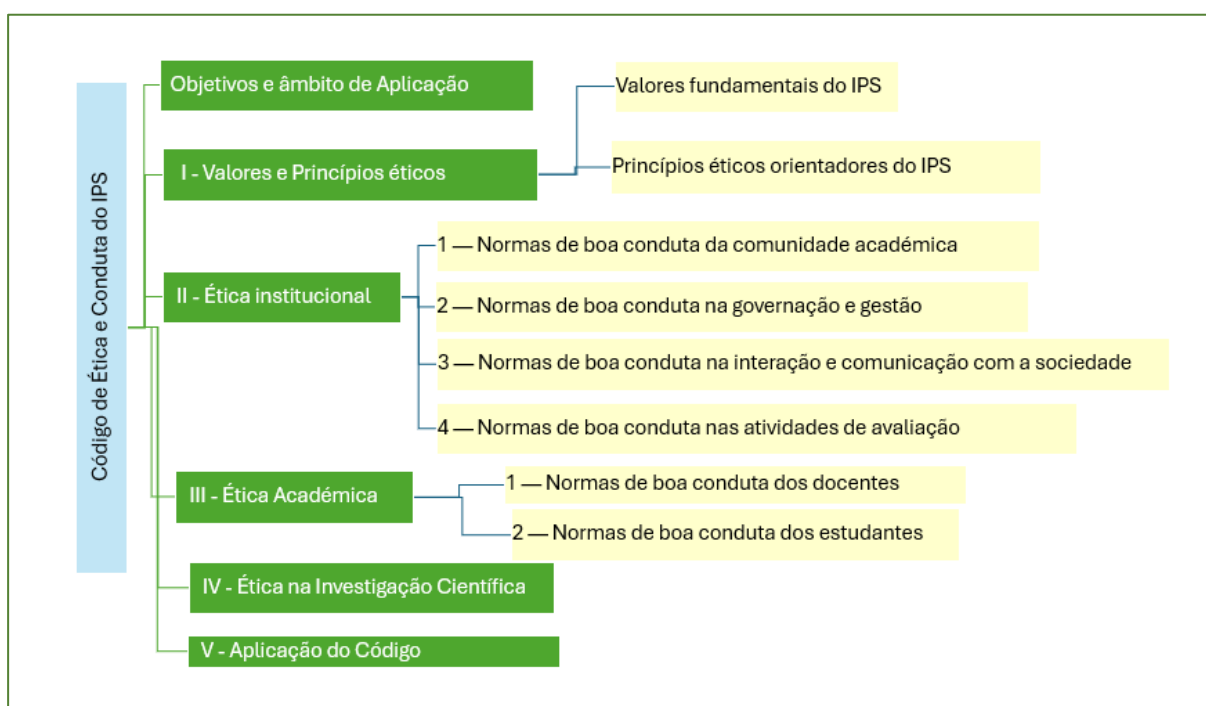 Código de Ética e Conduta do IPS
Objetivos e âmbito de Aplicação
I - Valores e Princípios éticos
Valores fundamentais do IPS
Princípios éticos orientadores do IPS
II - Ética institucional
1 — Normas de boa conduta da comunidade académica
2 — Normas de boa conduta na governação e gestão
3 — Normas de boa conduta na interação e comunicação com a sociedade
4 — Normas de boa conduta nas atividades de avaliação
III - Ética Académica
1 — Normas de boa conduta dos docentes
2 — Normas de boa conduta dos estudantes
IV - Ética na Investigação Científica
V - Aplicação do Código